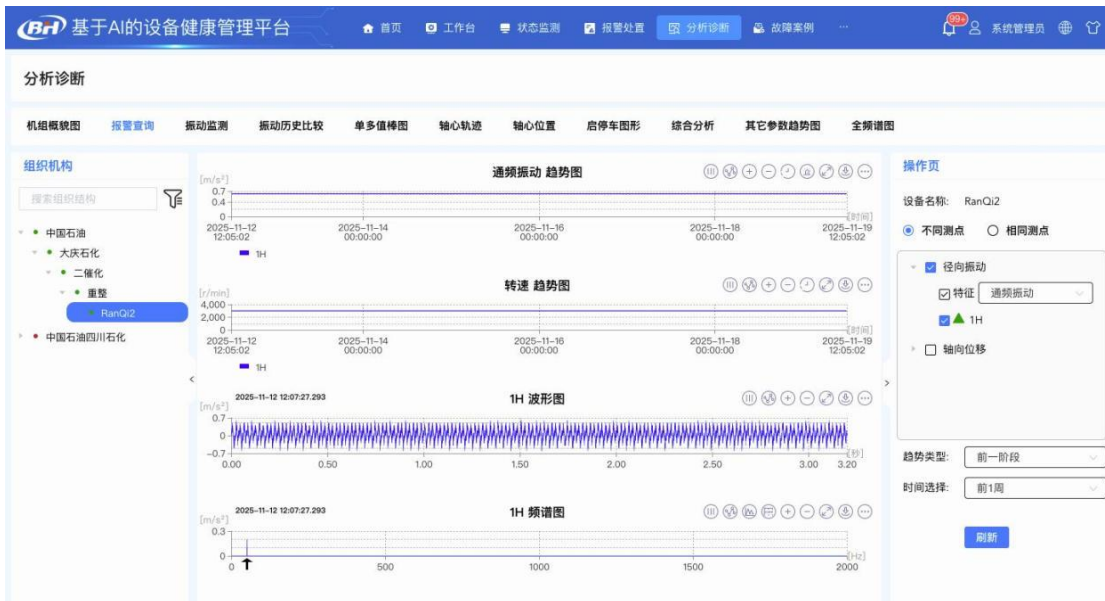 BH 基于AI的设备健康管理平台
首页 工作台 状态监测 报警处置 分析诊断 故障案例 ... 99+ 系统管理员
分析诊断
机组概貌图 报警查询 振动监测 振动历史比较 单多值棒图 轴心轨迹 轴心位置 启停车图形 综合分析 其它参数趋势图 全频谱图
组织机构
搜索组织结构
中国石油
大庆石化
二催化
重整
RanQi2
中国石油四川石化
通频振动 趋势图
[m/s²]
0.7
0.4
0
[时间]
2025-11-12 12:05:02
2025-11-14 00:00:00
2025-11-16 00:00:00
2025-11-18 00:00:00
2025-11-19 12:05:02
1H
转速 趋势图
[r/min]
4,000
2,000
0
[时间]
2025-11-12 12:05:02
2025-11-14 00:00:00
2025-11-16 00:00:00
2025-11-18 00:00:00
2025-11-19 12:05:02
1H
2025-11-12 12:07:27.293
1H 波形图
[m/s²]
0.7
0
-0.7
[秒]
0.00 0.50 1.00 1.50 2.00 2.50 3.00 3.20
2025-11-12 12:07:27.293
1H 频谱图
[m/s²]
0.3
0
[Hz]
0 500 1000 1500 2000
操作页
设备名称: RanQi2
不同测点 相同测点
径向振动
特征 通频振动
1H
轴向位移
趋势类型: 前一阶段
时间选择: 前1周
刷新